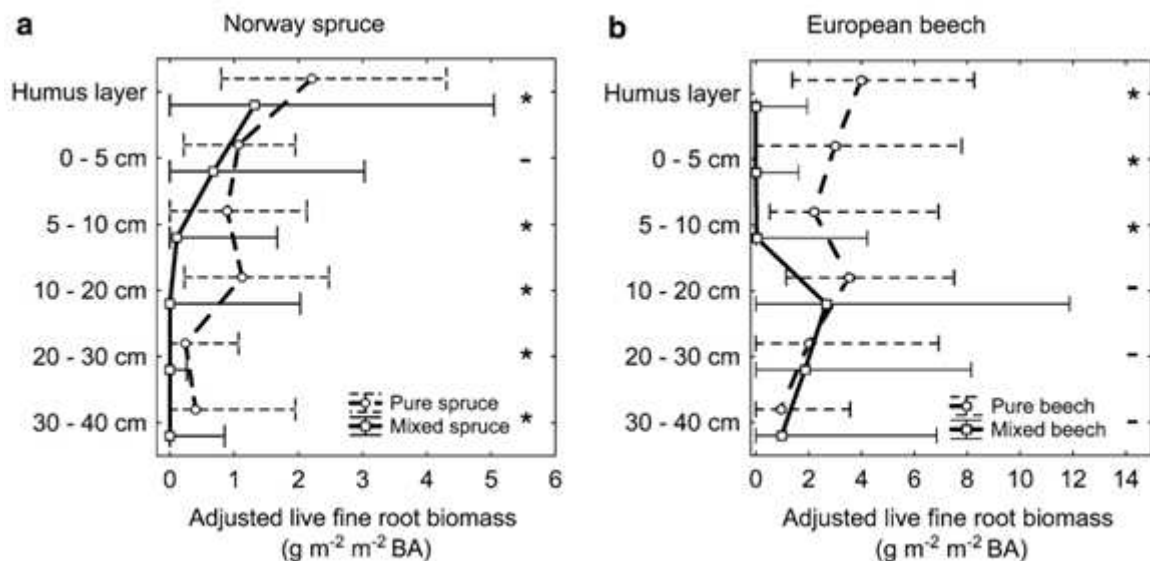 a
Norway spruce
Humus layer
*
0 - 5 cm
-
5 - 10 cm
*
10 - 20 cm
*
20 - 30 cm
*
30 - 40 cm
*
Pure spruce
Mixed spruce
0 1 2 3 4 5 6
Adjusted live fine root biomass
(g m⁻² m⁻² BA)
b
European beech
Humus layer
*
0 - 5 cm
*
5 - 10 cm
*
10 - 20 cm
-
20 - 30 cm
-
30 - 40 cm
-
Pure beech
Mixed beech
0 2 4 6 8 10 12 14
Adjusted live fine root biomass
(g m⁻² m⁻² BA)